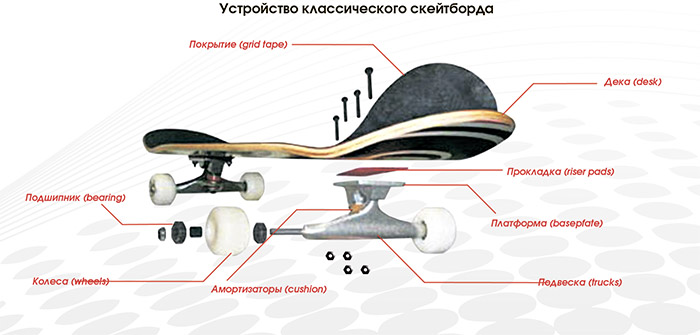 Устройство классического скейтборда
Покрытие (grid tape)
Дека (desk)
Прокладка (riser pads)
Подшипник (bearing)
Платформа (basepfate)
Колеса (wheels)
Амортизаторы (cushion)
Подвеска (trucks)